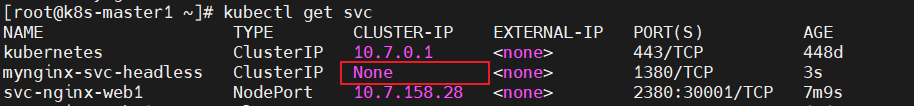 [root@k8s-master1 ~]# kubectl get svc
NAME TYPE CLUSTER-IP EXTERNAL-IP PORT(S) AGE
kubernetes ClusterIP 10.7.0.1 <none> 443/TCP 448d
mynginx-svc-headless ClusterIP None <none> 1380/TCP 3s
svc-nginx-web1 NodePort 10.7.158.28 <none> 2380:30001/TCP 7m9s